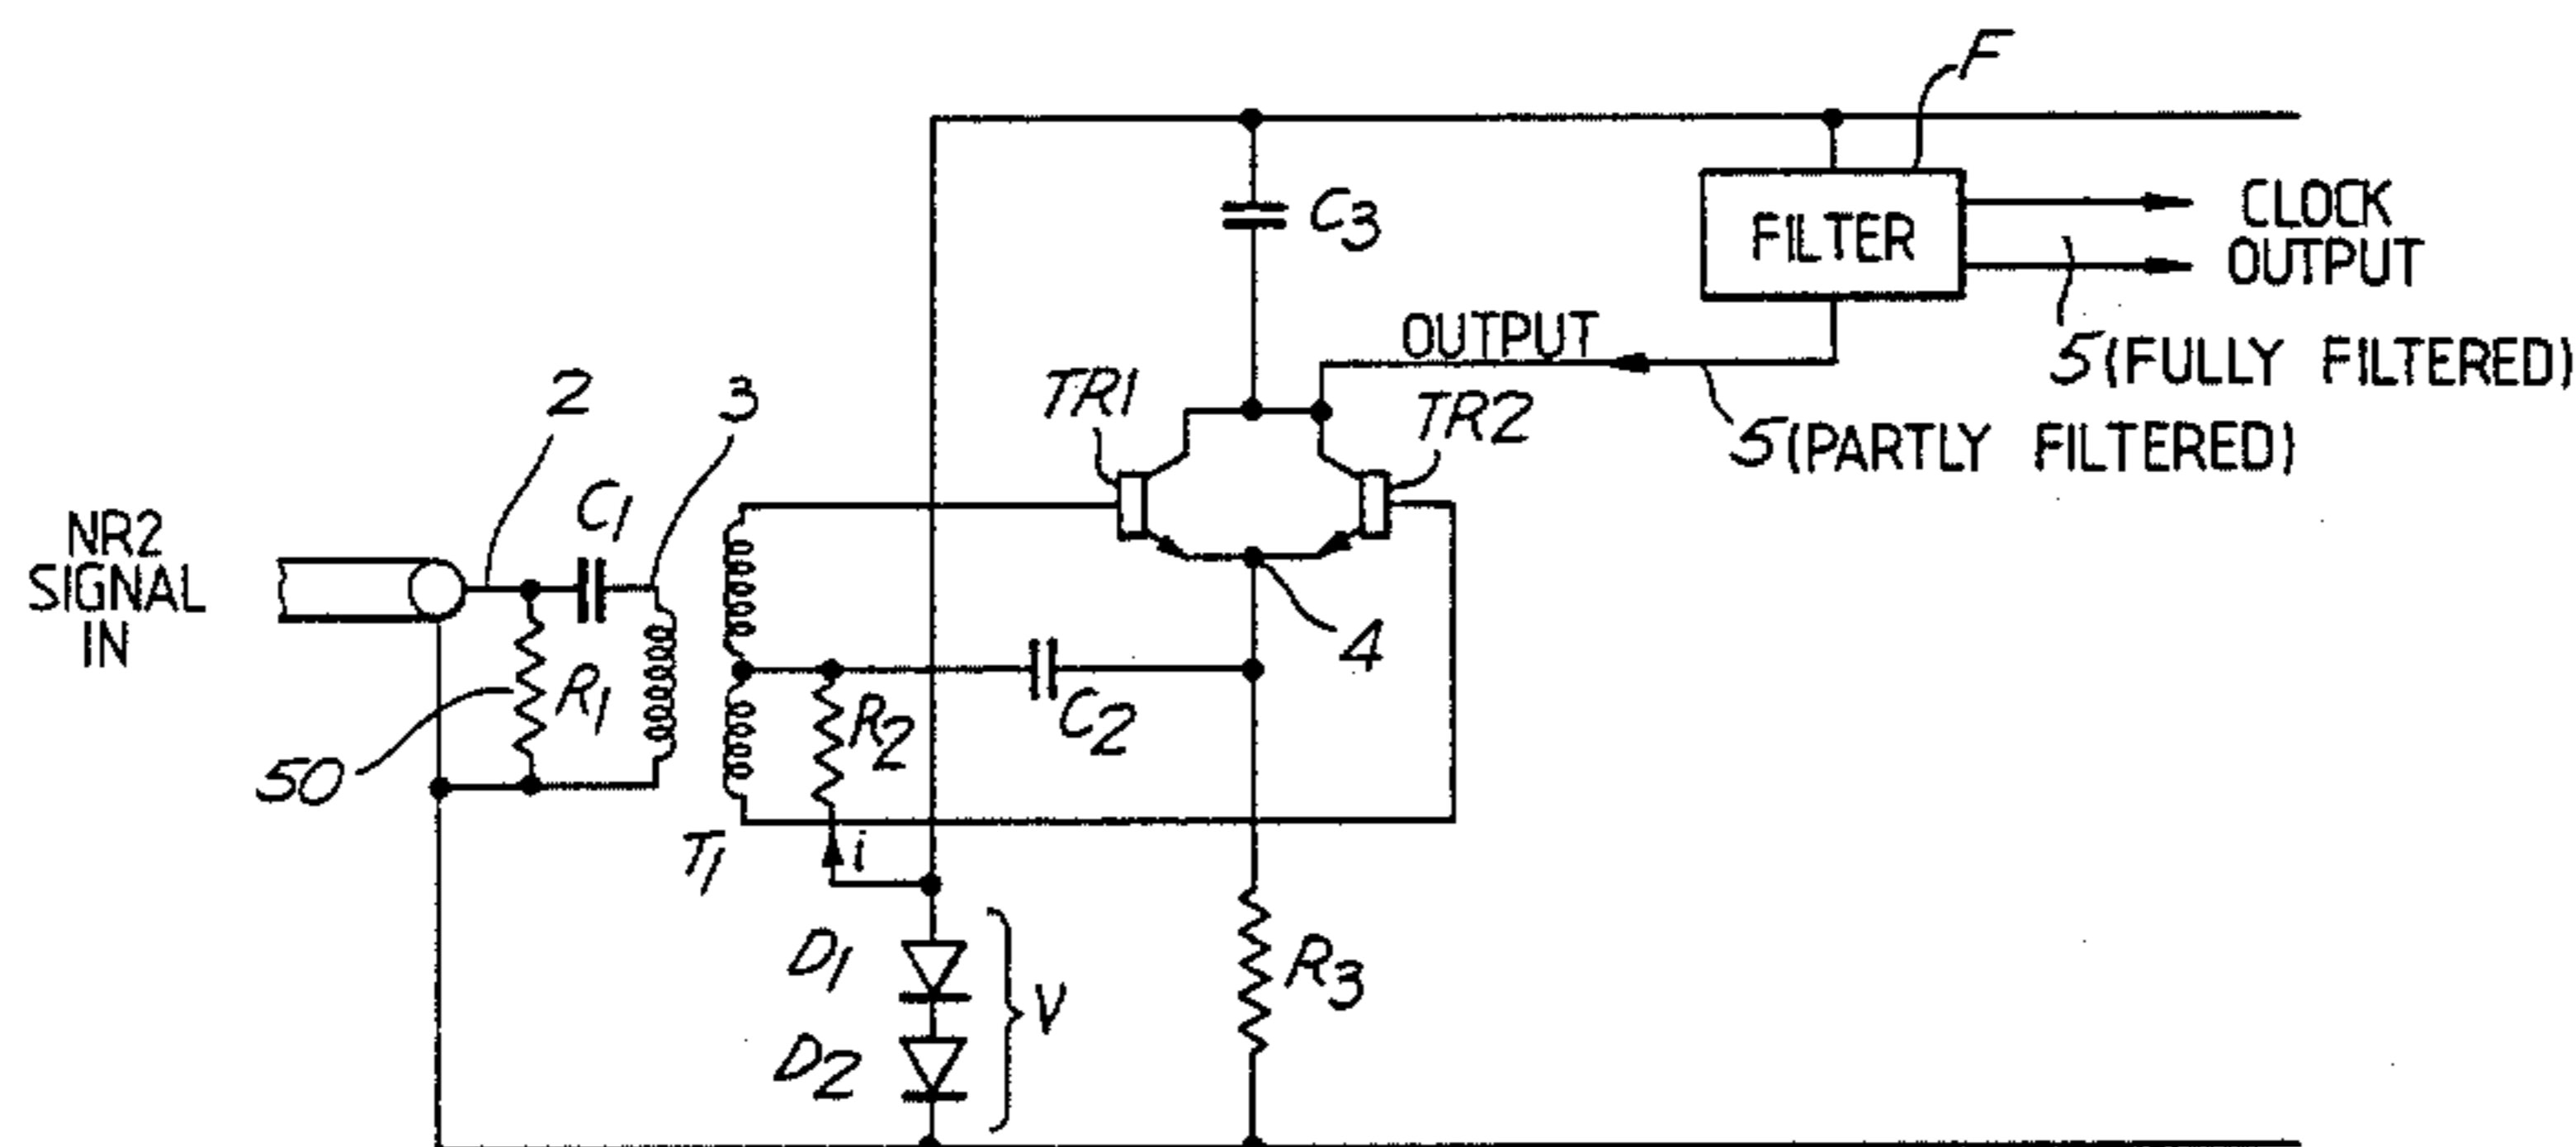 F
C3
FILTER
CLOCK
OUTPUT
OUTPUT
5 (FULLY FILTERED)
TR1
TR2
5 (PARTLY FILTERED)
2
3
C1
NR2
SIGNAL
IN
4
R1
R2
C2
50
T1
i
D1
V
R3
D2